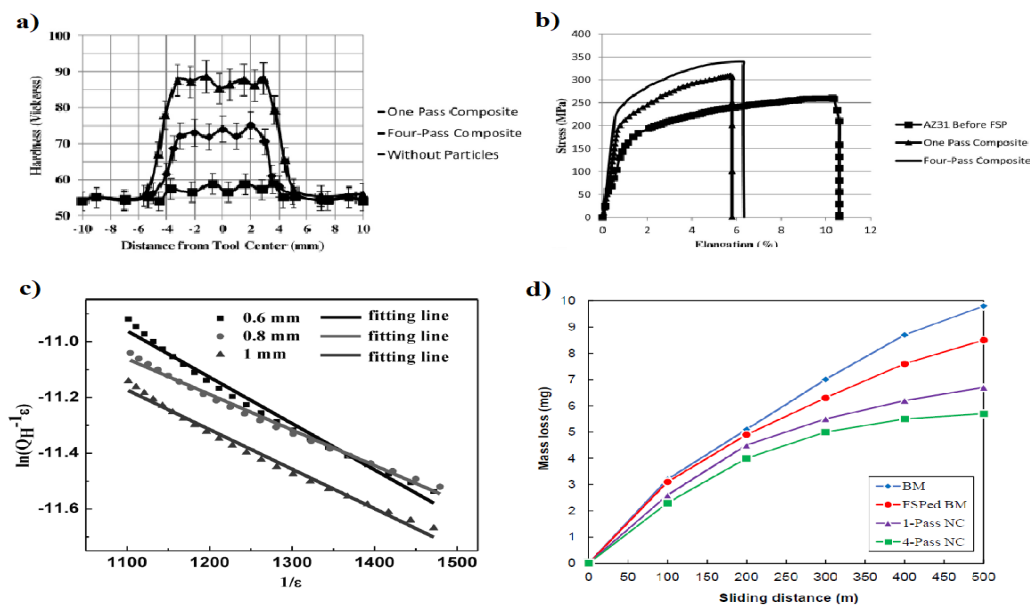 a)
Hardness (Vickerss)
100
90
80
70
60
50
-10 -8 -6 -4 -2 0 2 4 6 8 10
Distance from Tool Center (mm)
One Pass Composite
Four-Pass Composite
Without Particles
b)
Stress (MPa)
400
350
300
250
200
150
100
50
0
0 2 4 6 8 10 12
Elongation (%)
AZ31 Before FSP
One Pass Composite
Four-Pass Composite
c)
ln(QH⁻¹ε)
-11.0
-11.2
-11.4
-11.6
1100 1200 1300 1400 1500
1/ε
0.6 mm fitting line
0.8 mm fitting line
1 mm fitting line
d)
Mass loss (mg)
10
9
8
7
6
5
4
3
2
1
0
0 50 100 150 200 250 300 350 400 450 500
Sliding distance (m)
BM
FSPed BM
1-Pass NC
4-Pass NC